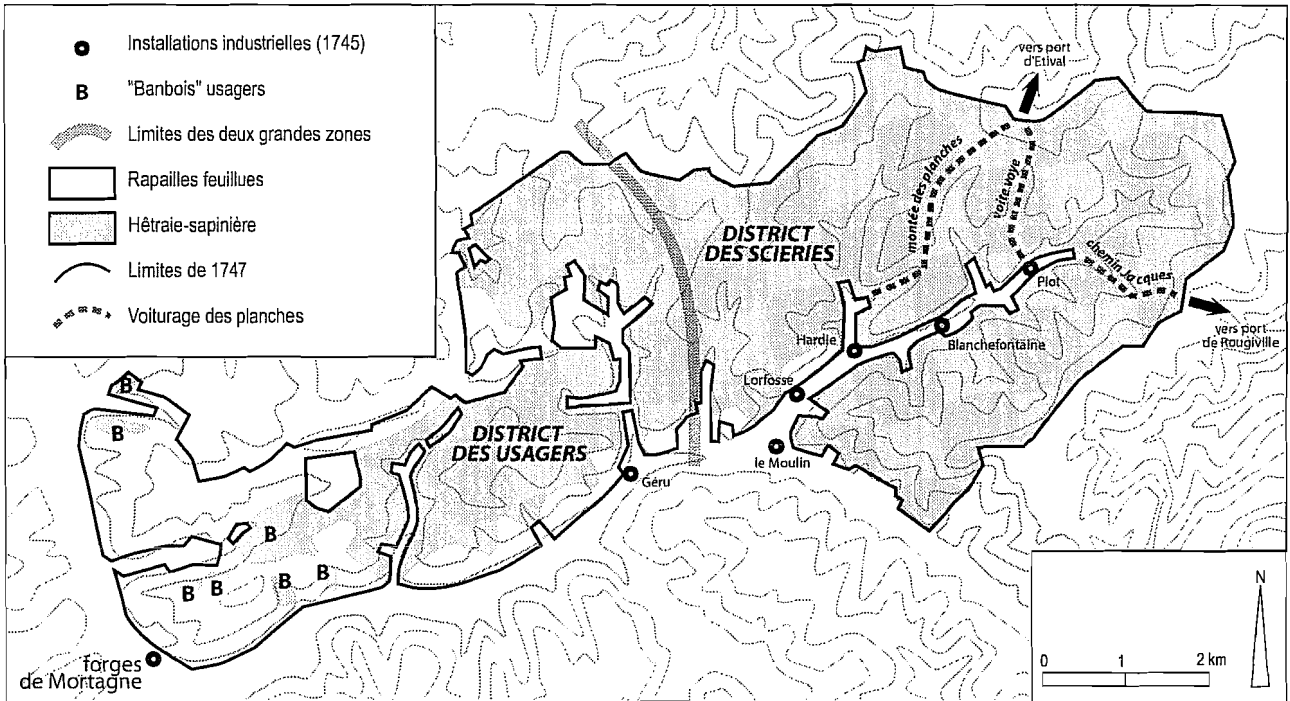 Installations industrielles (1745)
B
"Banbois" usagers
Limites des deux grandes zones
Rapailles feuillues
Hêtraie-sapinière
Limites de 1747
Voiturage des planches
vers port
d'Etival
montée des planches
voite voye
chemin Jacques
DISTRICT
DES SCIERIES
Plot
vers port
de Rougiville
Hardie
Blanchefontaine
Lorfosse
B
B
DISTRICT
DES USAGERS
le Moulin
Géru
B
B
B
B
B
forges
de Mortagne
N
0
1
2 km